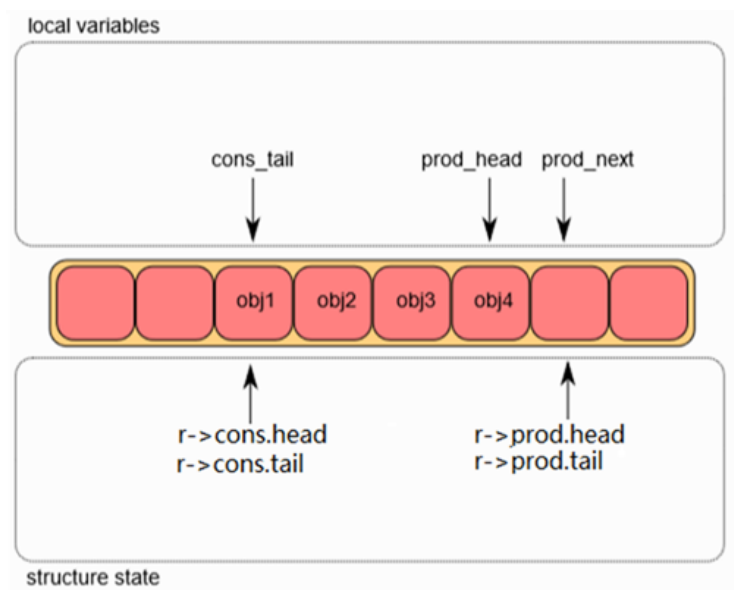 local variables
cons_tail prod_head prod_next
obj1 obj2 obj3 obj4
r->cons.head r->prod.head
r->cons.tail r->prod.tail
structure state